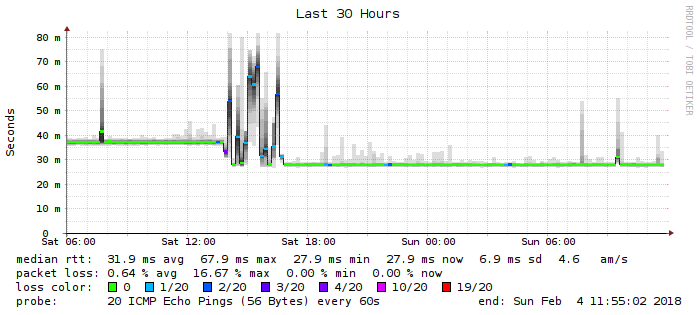 Last 30 Hours
RRDTOOL / TOBI OETIKER
Seconds
80 m
70 m
60 m
50 m
40 m
30 m
20 m
10 m
0
Sat 06:00 Sat 12:00 Sat 18:00 Sun 00:00 Sun 06:00
median rtt: 31.9 ms avg 67.9 ms max 27.9 ms min 27.9 ms now 6.9 ms sd 4.6 am/s
packet loss: 0.64 % avg 16.67 % max 0.00 % min 0.00 % now
loss color: 0 1/20 2/20 3/20 4/20 10/20 19/20
probe: 20 ICMP Echo Pings (56 Bytes) every 60s end: Sun Feb 4 11:55:02 2018